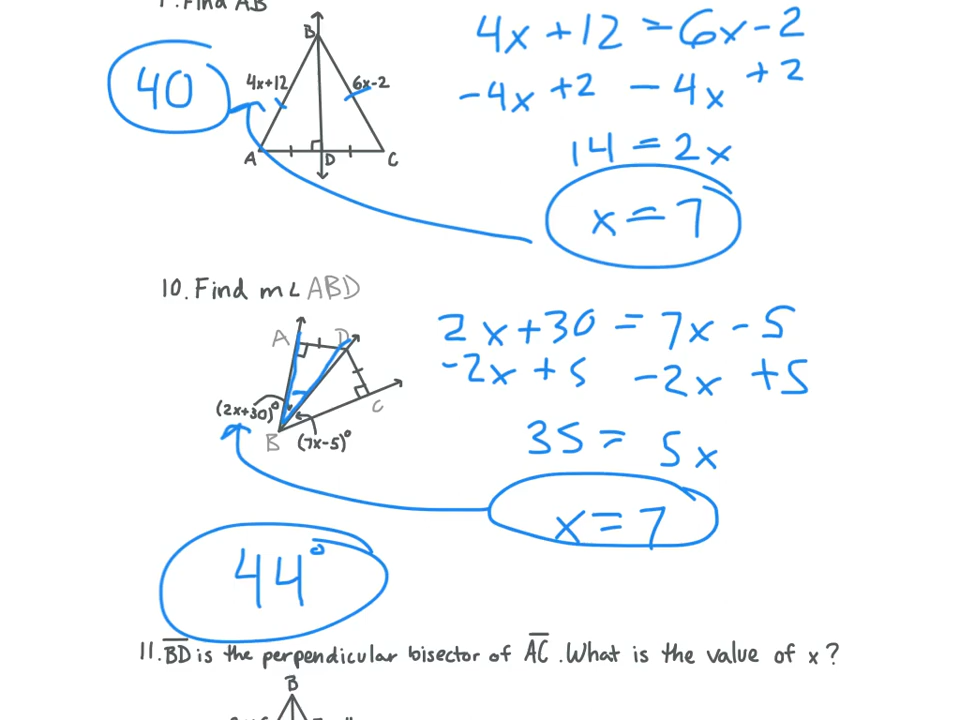 Find AB
B
4x+12 = 6x-2
40
4x+12
6x-2
-4x +2 - 4x +2
A
D
C
14 = 2x
x = 7
10. Find m∠ ABD
A
D
2x+30 = 7x - 5
-2x + 5 -2x + 5
(2x+30)°
C
B
(7x-5)°
35 = 5x
x = 7
44°
11. BD is the perpendicular bisector of AC. What is the value of x?
B